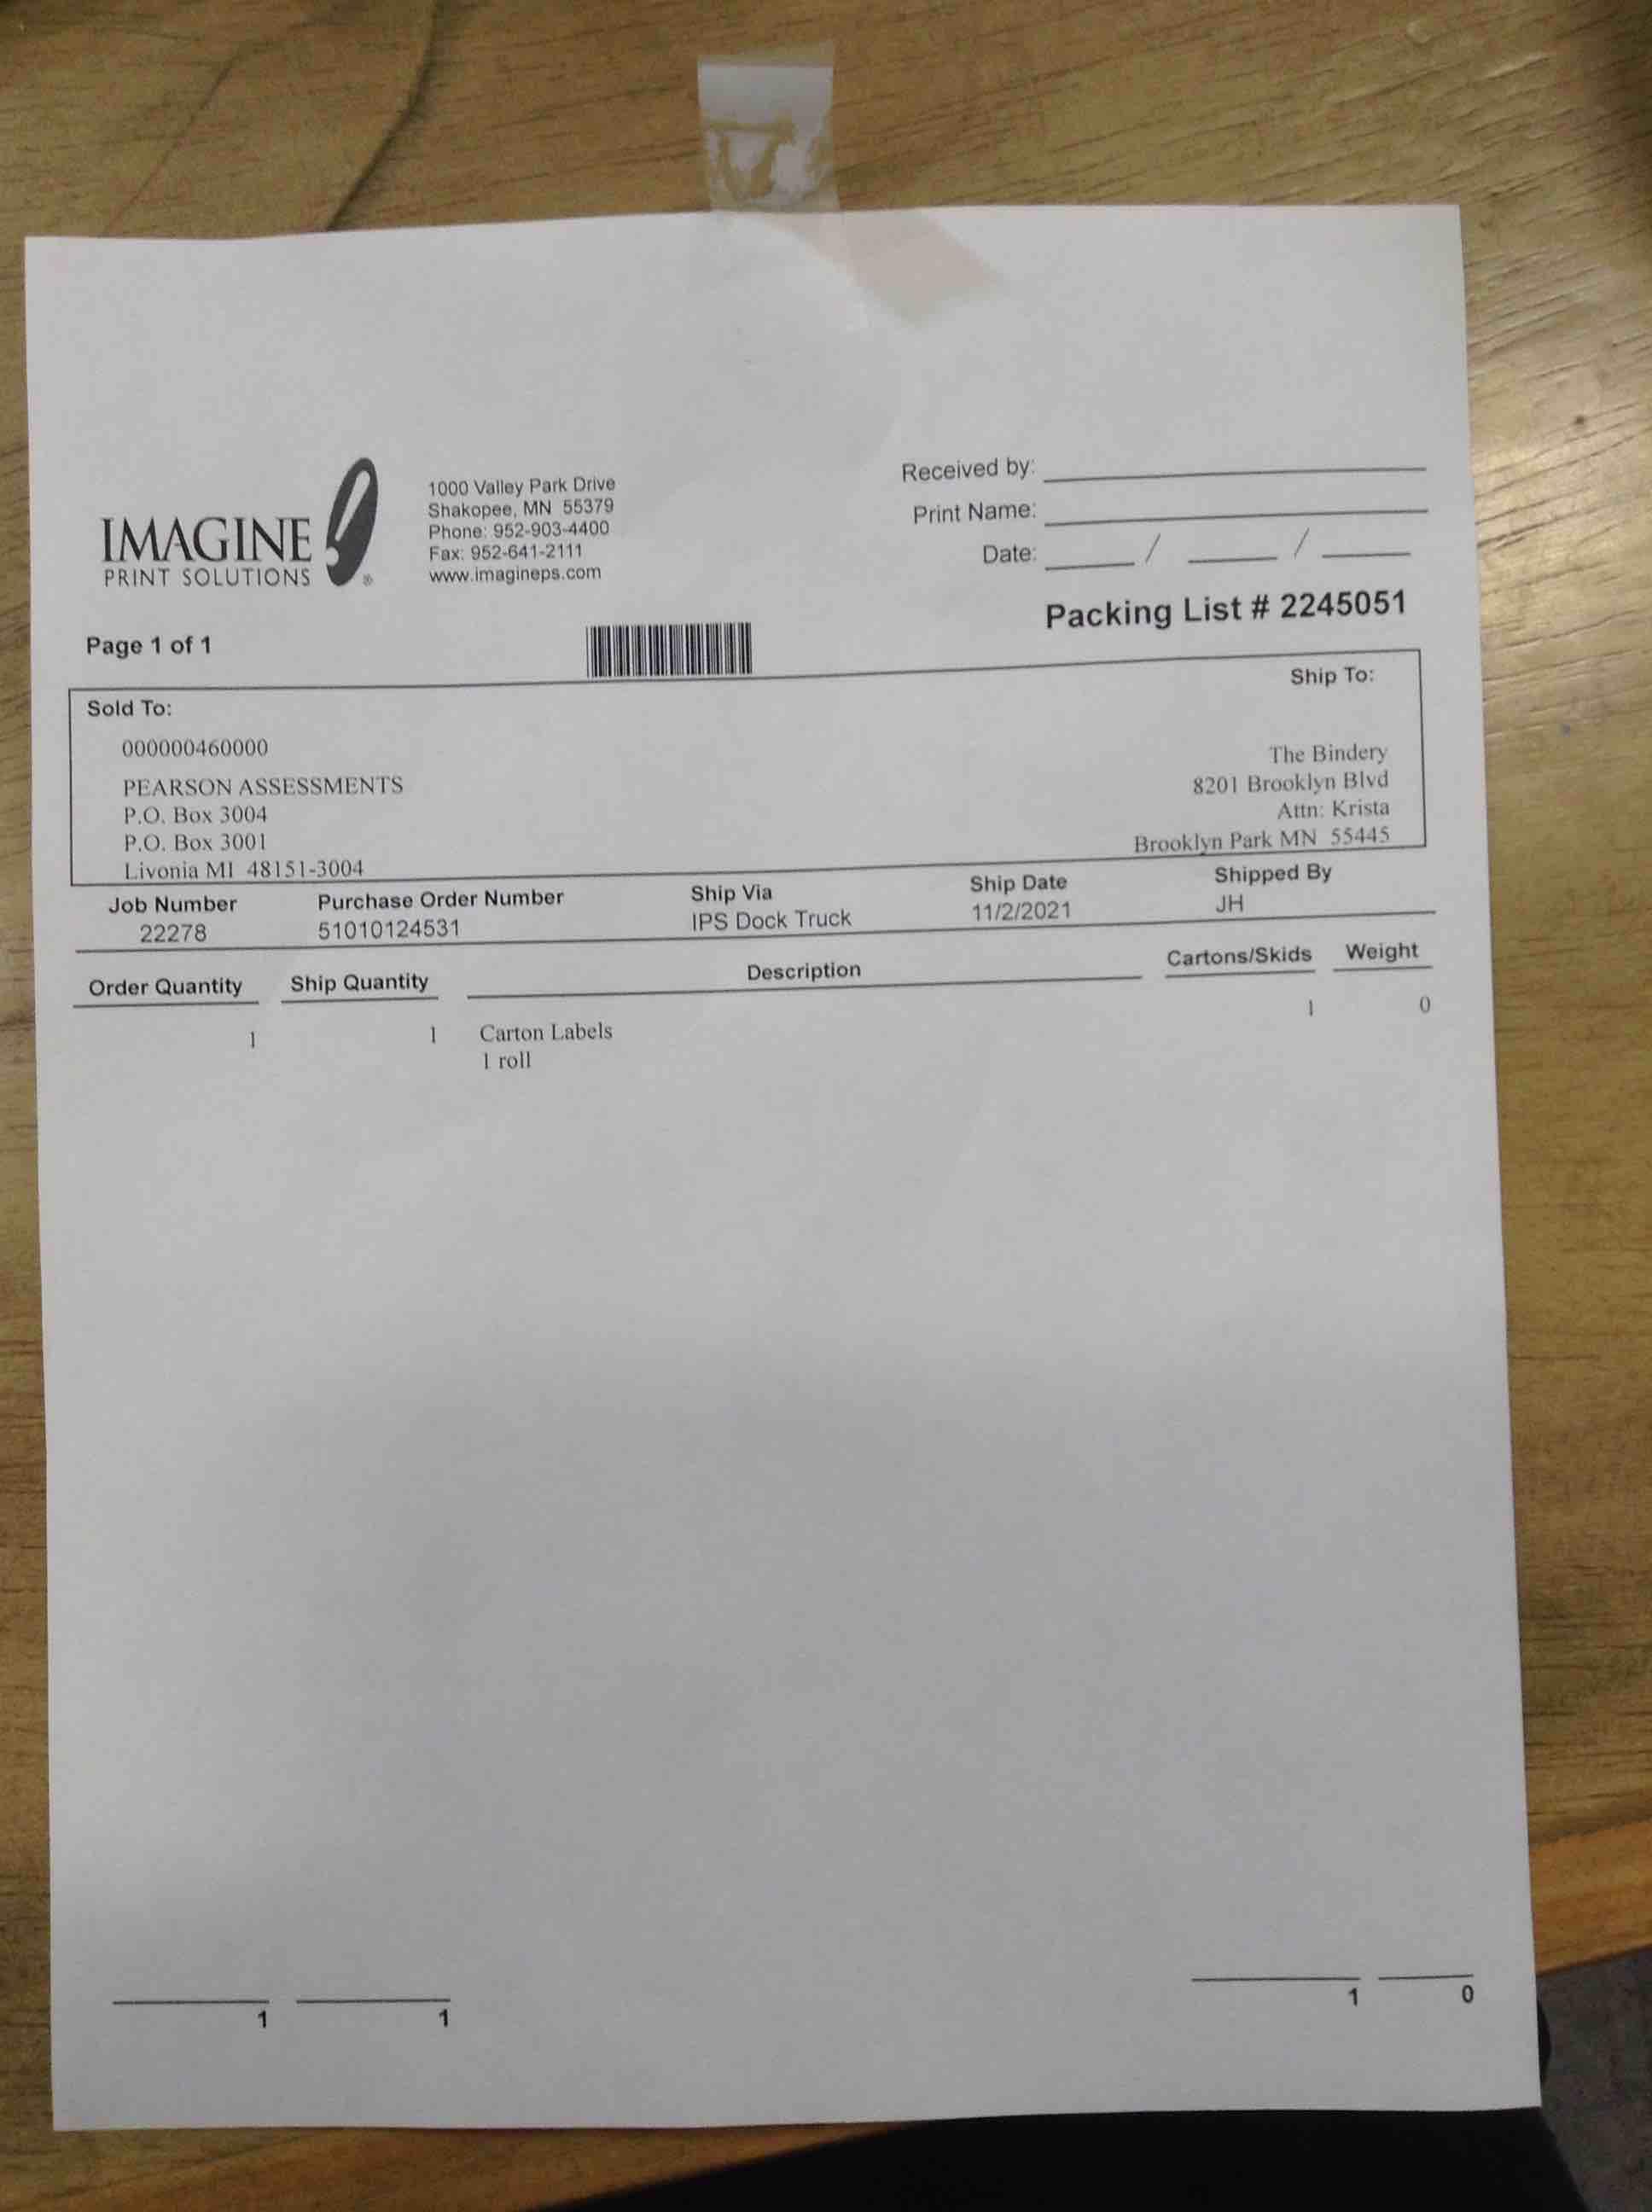 IMAGINE
PRINT SOLUTIONS ®
1000 Valley Park Drive
Shakopee, MN 55379
Phone: 952-903-4400
Fax: 952-641-2111
www.imagineps.com
Received by:
Print Name:
Date: / /
Packing List # 2245051
Page 1 of 1
Sold To:
000000460000
PEARSON ASSESSMENTS
P.O. Box 3004
P.O. Box 3001
Livonia MI 48151-3004
Ship To:
The Bindery
8201 Brooklyn Blvd
Attn: Krista
Brooklyn Park MN 55445
Job Number Purchase Order Number Ship Via Ship Date Shipped By
22278 51010124531 IPS Dock Truck 11/2/2021 JH
Order Quantity Ship Quantity Description Cartons/Skids Weight
1 1 Carton Labels 1 0
1 roll
1 1 1 0